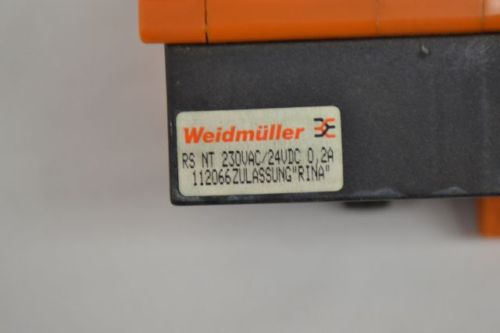 Weidmüller
RS NT 230VAC/24VDC 0,2A
112066ZULASSUNG"RINA"